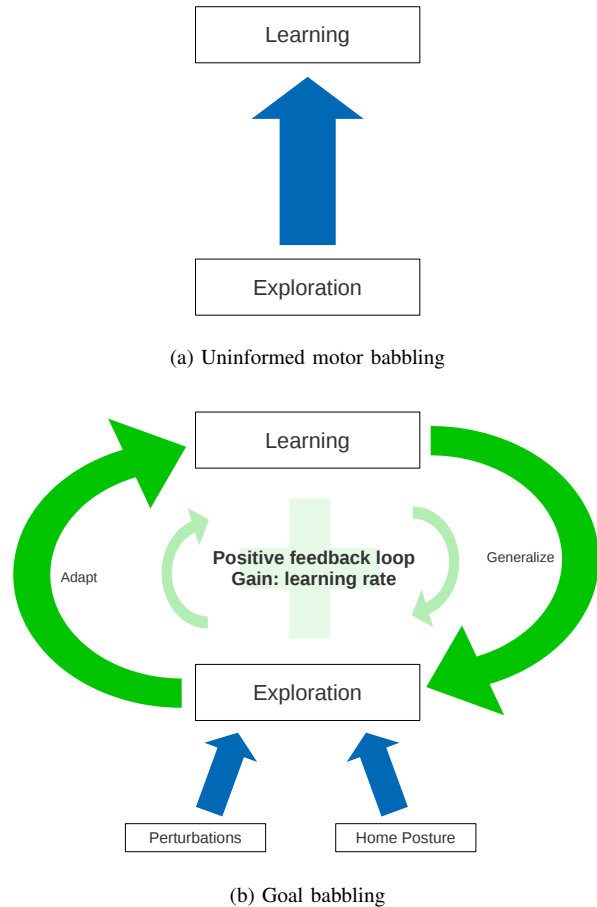 Learning
Exploration
(a) Uninformed motor babbling
Learning
Positive feedback loop
Gain: learning rate
Adapt
Generalize
Exploration
Perturbations
Home Posture
(b) Goal babbling